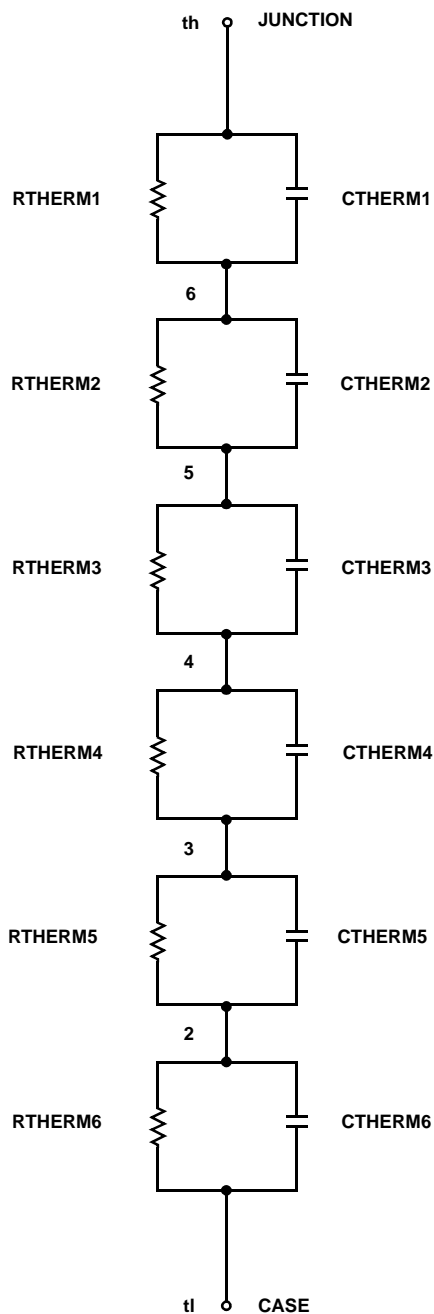 th JUNCTION
RTHERM1 CTHERM1
6
RTHERM2 CTHERM2
5
RTHERM3 CTHERM3
4
RTHERM4 CTHERM4
3
RTHERM5 CTHERM5
2
RTHERM6 CTHERM6
tl CASE